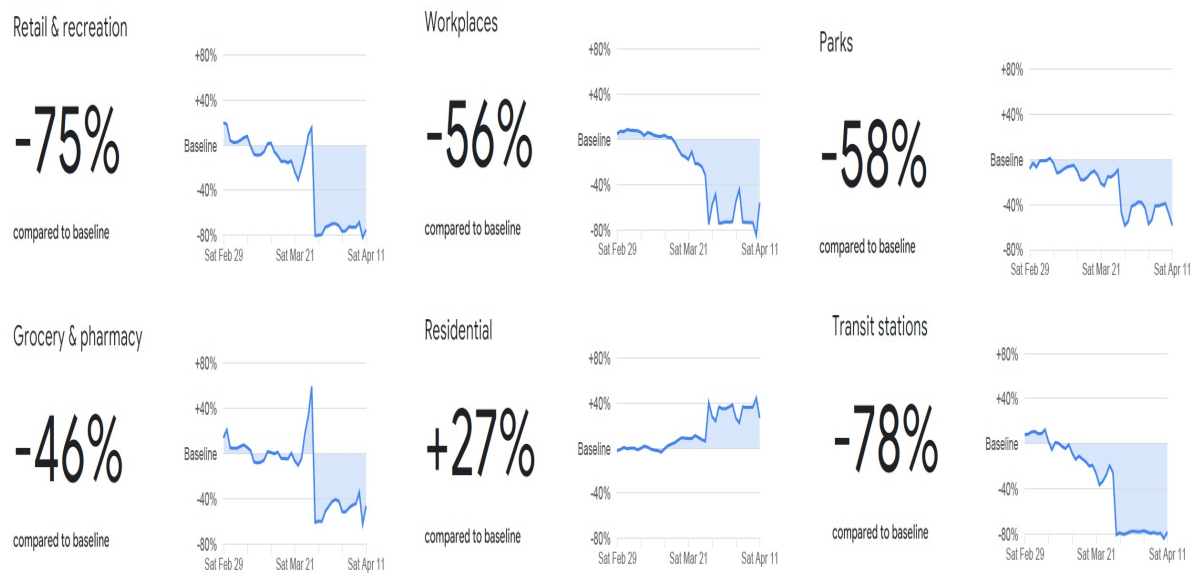 Retail & recreation
-75%
compared to baseline
+80%
+40%
Baseline
-40%
-80%
Sat Feb 29
Sat Mar 21
Sat Apr 11
Workplaces
-56%
compared to baseline
+80%
+40%
Baseline
-40%
-80%
Sat Feb 29
Sat Mar 21
Sat Apr 11
Parks
-58%
compared to baseline
+80%
+40%
Baseline
-40%
-80%
Sat Feb 29
Sat Mar 21
Sat Apr 11
Grocery & pharmacy
-46%
compared to baseline
+80%
+40%
Baseline
-40%
-80%
Sat Feb 29
Sat Mar 21
Sat Apr 11
Residential
+27%
compared to baseline
+80%
+40%
Baseline
-40%
-80%
Sat Feb 29
Sat Mar 21
Sat Apr 11
Transit stations
-78%
compared to baseline
+80%
+40%
Baseline
-40%
-80%
Sat Feb 29
Sat Mar 21
Sat Apr 11